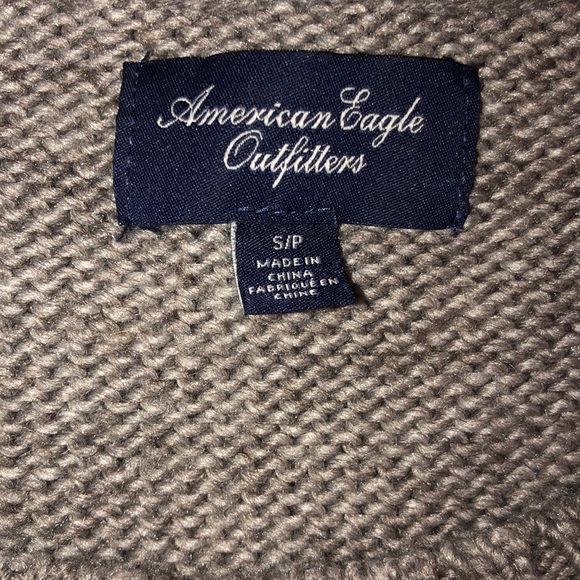 American Eagle
Outfitters
S/P
MADE IN
CHINA
FABRIQUÉ EN
CHINE